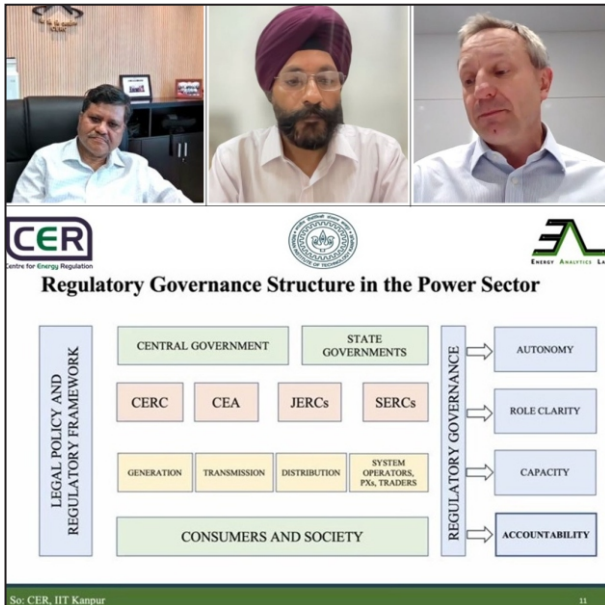 CER
Centre for Energy Regulation
ENERGY ANALYTICS LA
Regulatory Governance Structure in the Power Sector
LEGAL POLICY AND
REGULATORY FRAMEWORK
CENTRAL GOVERNMENT
STATE
GOVERNMENTS
CERC
CEA
JERCs
SERCs
GENERATION
TRANSMISSION
DISTRIBUTION
SYSTEM
OPERATORS,
PXs, TRADERS
CONSUMERS AND SOCIETY
REGULATORY GOVERNANCE
AUTONOMY
ROLE CLARITY
CAPACITY
ACCOUNTABILITY
So: CER, IIT Kanpur
11